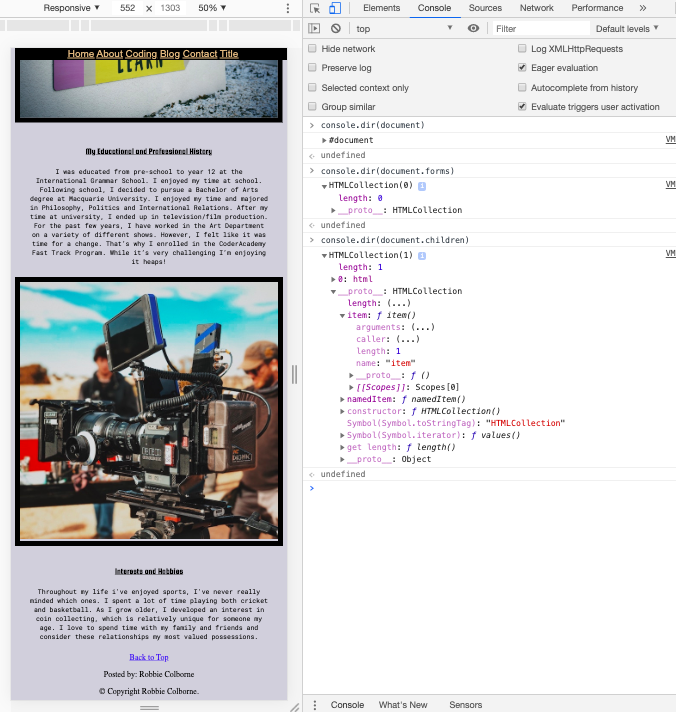 Responsive ▼ 552 × 1303 50% ▼
Home About Coding Blog Contact Title
LEARN
My Educational and Professional History
I was educated from pre-school to year 12 at the
International Grammar School. I enjoyed my time at school.
Following school, I decided to pursue a Bachelor of Arts
degree at Macquarie University. I enjoyed my time and majored
in Philosophy, Politics and International Relations. After my
time at university, I ended up in television/film production.
For the past few years, I have worked in the Art Department
on a variety of different shows. However, I felt like it was
time for a change. That's why I enrolled in the CoderAcademy
Fast Track Program. While it's very challenging I'm enjoying
it heaps!
Interests and Hobbies
Throughout my life i've enjoyed sports, I've never really
minded which ones. I spent a lot of time playing both cricket
and basketball. As I grow older, I developed an interest in
coin collecting, which is relatively unique for someone my
age. I love to spend time with my family and friends and
consider these relationships my most valued possessions.
Back to Top
Posted by: Robbie Colborne
© Copyright Robbie Colborne.
Elements Console Sources Network Performance »
top ▼ Filter Default levels ▼
Hide network Log XMLHttpRequests
Preserve log Eager evaluation
Selected context only Autocomplete from history
Group similar Evaluate triggers user activation
> console.dir(document)
▶#document VM
undefined
> console.dir(document.forms)
▼HTMLCollection(0) i VM
length: 0
▶__proto__: HTMLCollection
undefined
> console.dir(document.children)
▼HTMLCollection(1) i VM
length: 1
▶0: html
▼__proto__: HTMLCollection
length: (...)
▼item: ƒ item()
arguments: (...)
caller: (...)
length: 1
name: "item"
▶__proto__: ƒ ()
▶[[Scopes]]: Scopes[0]
▶namedItem: ƒ namedItem()
▶constructor: ƒ HTMLCollection()
Symbol(Symbol.toStringTag): "HTMLCollection"
▶Symbol(Symbol.iterator): ƒ values()
▶get length: ƒ length()
▶__proto__: Object
undefined
>
Console What's New Sensors